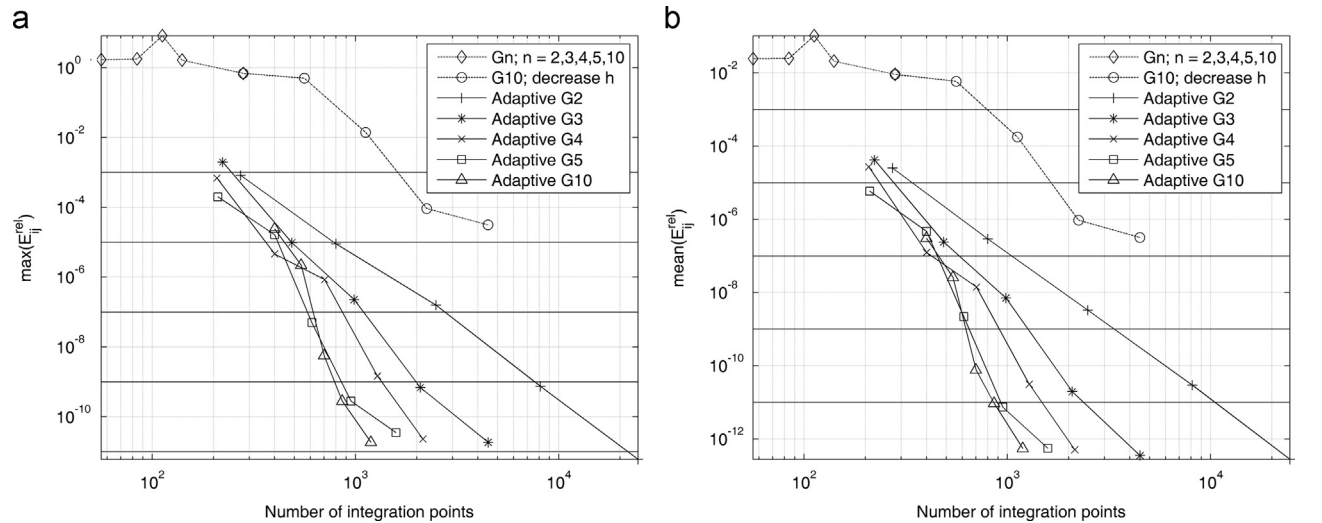 a
10^0
10^-2
10^-4
10^-6
10^-8
10^-10
max(E_ij^rel)
Gn; n = 2,3,4,5,10
G10; decrease h
Adaptive G2
Adaptive G3
Adaptive G4
Adaptive G5
Adaptive G10
10^2
10^3
10^4
Number of integration points
b
10^-2
10^-4
10^-6
10^-8
10^-10
10^-12
mean(E_ij^rel)
Gn; n = 2,3,4,5,10
G10; decrease h
Adaptive G2
Adaptive G3
Adaptive G4
Adaptive G5
Adaptive G10
10^2
10^3
10^4
Number of integration points